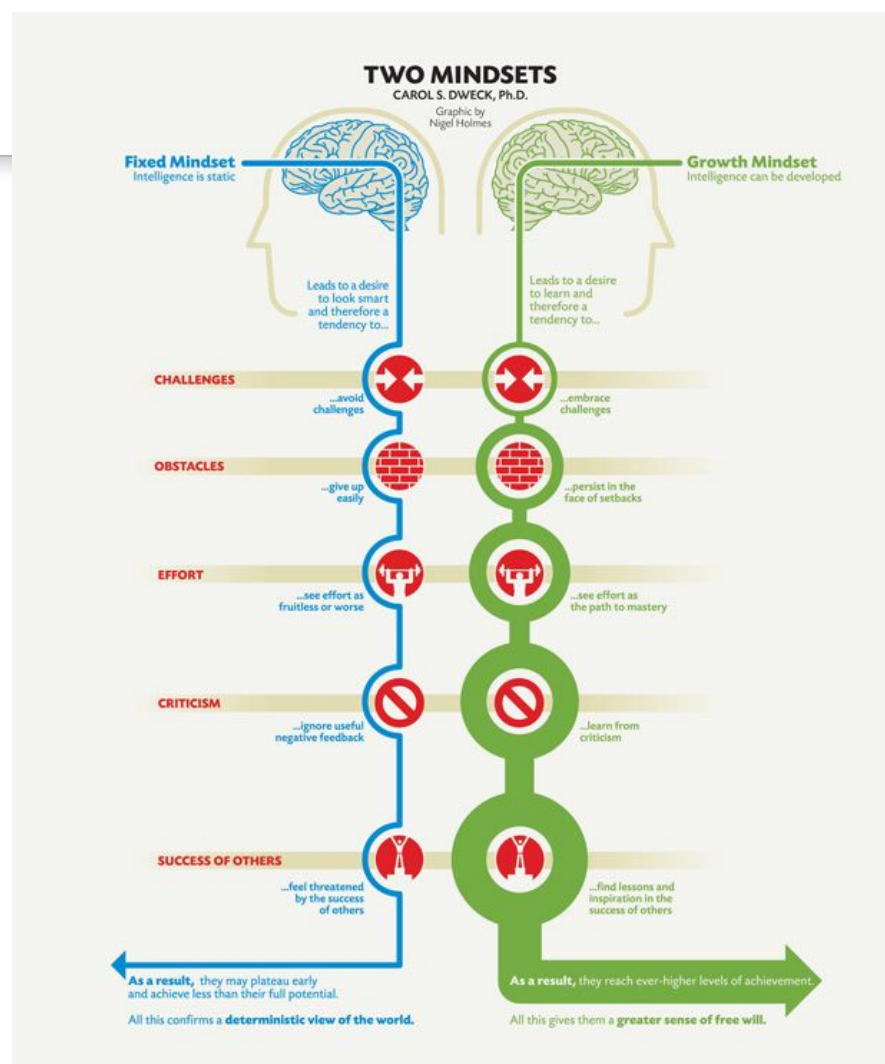 TWO MINDSETS
CAROL S. DWECK, Ph.D.
Graphic by
Nigel Holmes
Fixed Mindset
Intelligence is static
Growth Mindset
Intelligence can be developed
Leads to a desire
to look smart
and therefore a
tendency to...
Leads to a desire
to learn and
therefore a
tendency to...
CHALLENGES
...avoid
challenges
...embrace
challenges
OBSTACLES
...give up
easily
...persist in the
face of setbacks
EFFORT
...see effort as
fruitless or worse
...see effort as
the path to mastery
CRITICISM
...ignore useful
negative feedback
...learn from
criticism
SUCCESS OF OTHERS
...feel threatened
by the success
of others
...find lessons and
inspiration in the
success of others
As a result, they may plateau early
and achieve less than their full potential.
All this confirms a deterministic view of the world.
As a result, they reach ever-higher levels of achievement.
All this gives them a greater sense of free will.